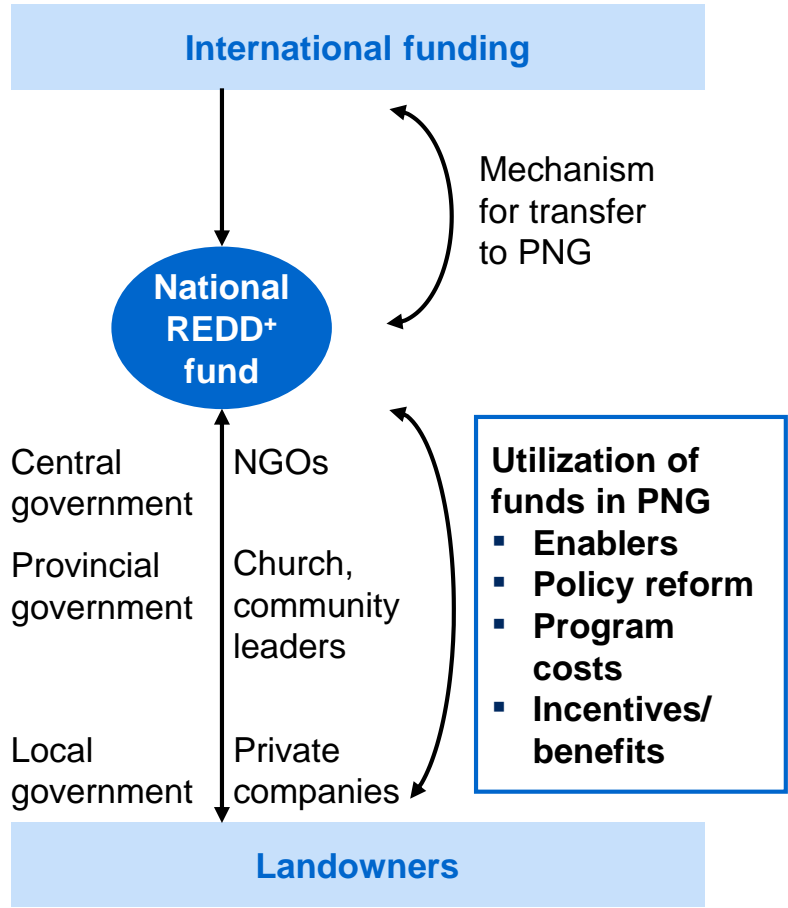 International funding
Mechanism
for transfer
to PNG
National
REDD+
fund
Central
government
NGOs
Provincial
government
Church,
community
leaders
Local
government
Private
companies
Utilization of
funds in PNG
▪ Enablers
▪ Policy reform
▪ Program
costs
▪ Incentives/
benefits
Landowners